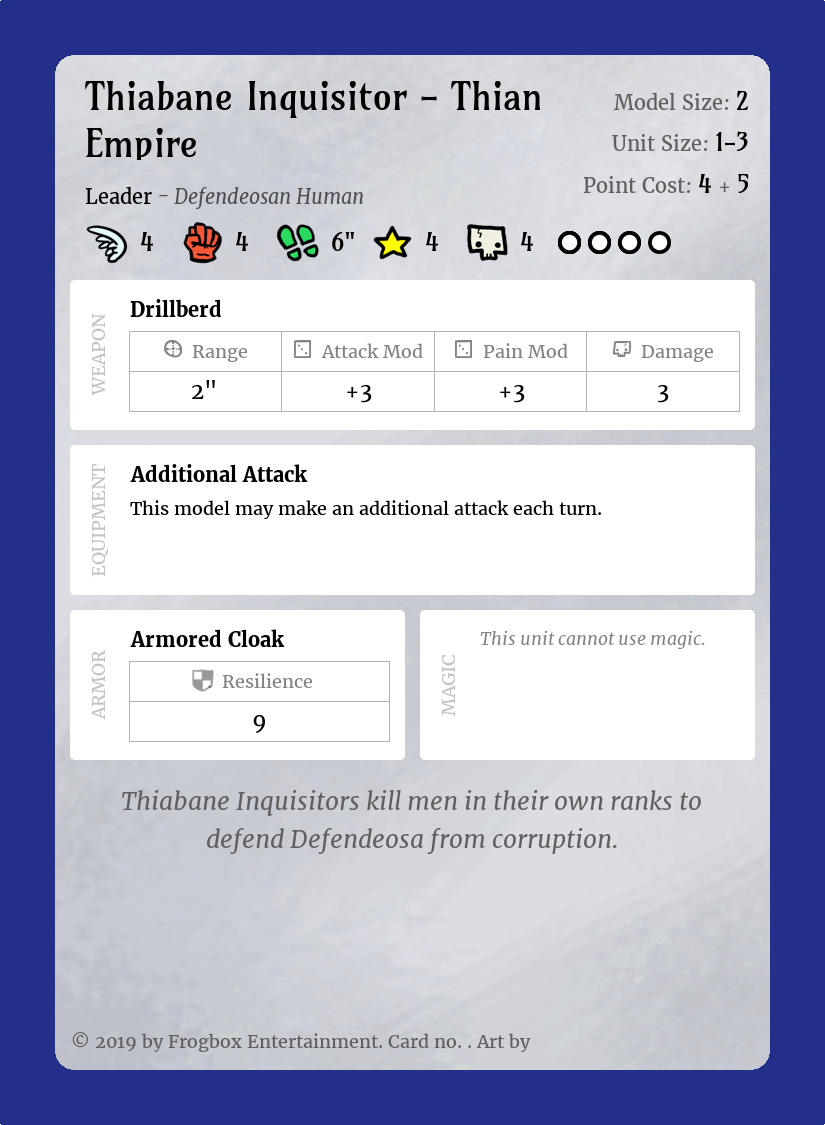 Thiabane Inquisitor – Thian
Empire
Model Size: 2
Unit Size: 1–3
Point Cost: 4 + 5
Leader – Defendeosan Human
4 4 6" 4 4
WEAPON
Drillberd
Range Attack Mod Pain Mod Damage
2" +3 +3 3
EQUIPMENT
Additional Attack
This model may make an additional attack each turn.
ARMOR
Armored Cloak
Resilience
9
MAGIC
This unit cannot use magic.
Thiabane Inquisitors kill men in their own ranks to
defend Defendeosa from corruption.
© 2019 by Frogbox Entertainment. Card no. . Art by